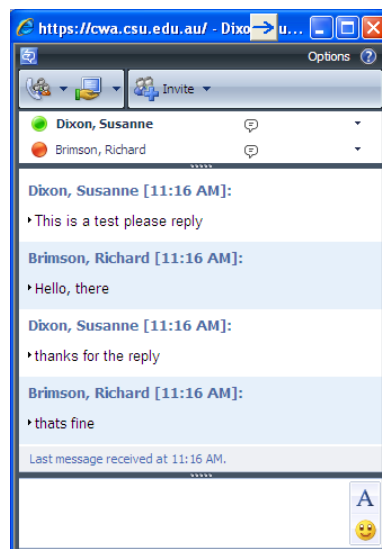 https://cwa.csu.edu.au/ - Dixo u...
Options
Invite
Dixon, Susanne
Brimson, Richard
Dixon, Susanne [11:16 AM]:
This is a test please reply
Brimson, Richard [11:16 AM]:
Hello, there
Dixon, Susanne [11:16 AM]:
thanks for the reply
Brimson, Richard [11:16 AM]:
thats fine
Last message received at 11:16 AM.
A